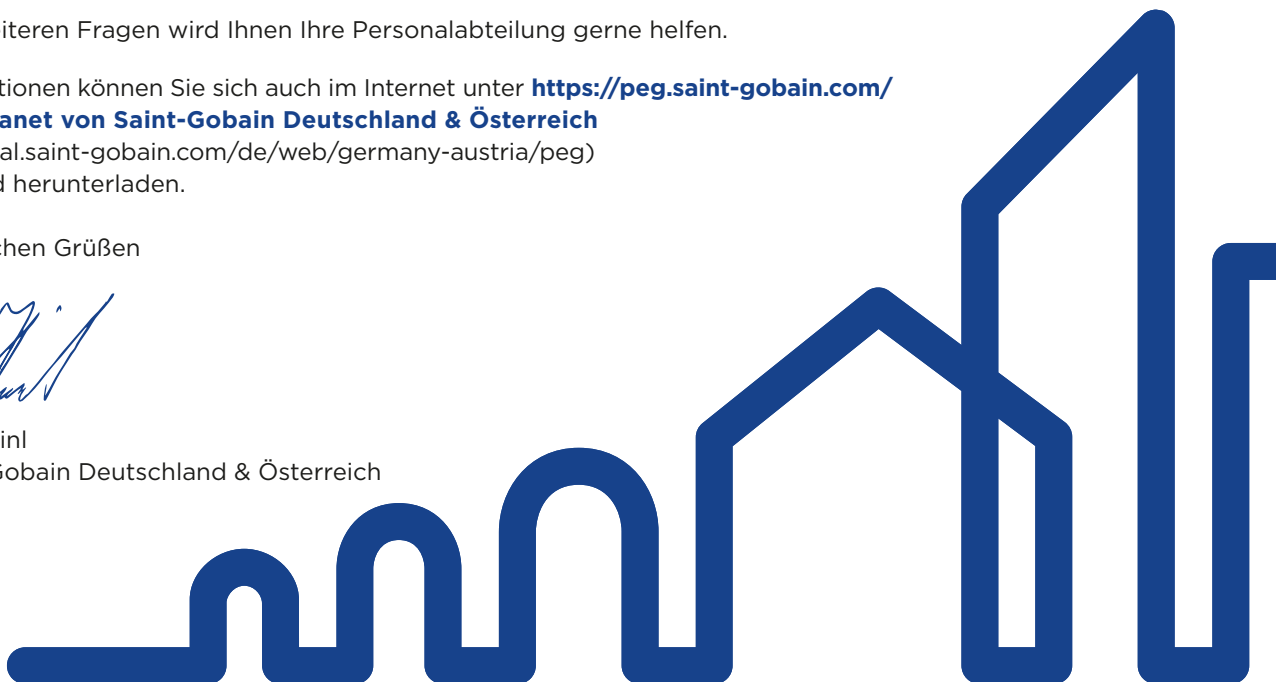 iteren Fragen wird Ihnen Ihre Personalabteilung gerne helfen.
tionen können Sie sich auch im Internet unter https://peg.saint-gobain.com/
anet von Saint-Gobain Deutschland & Österreich
al.saint-gobain.com/de/web/germany-austria/peg)
d herunterladen.
chen Grüßen
inl
Gobain Deutschland & Österreich